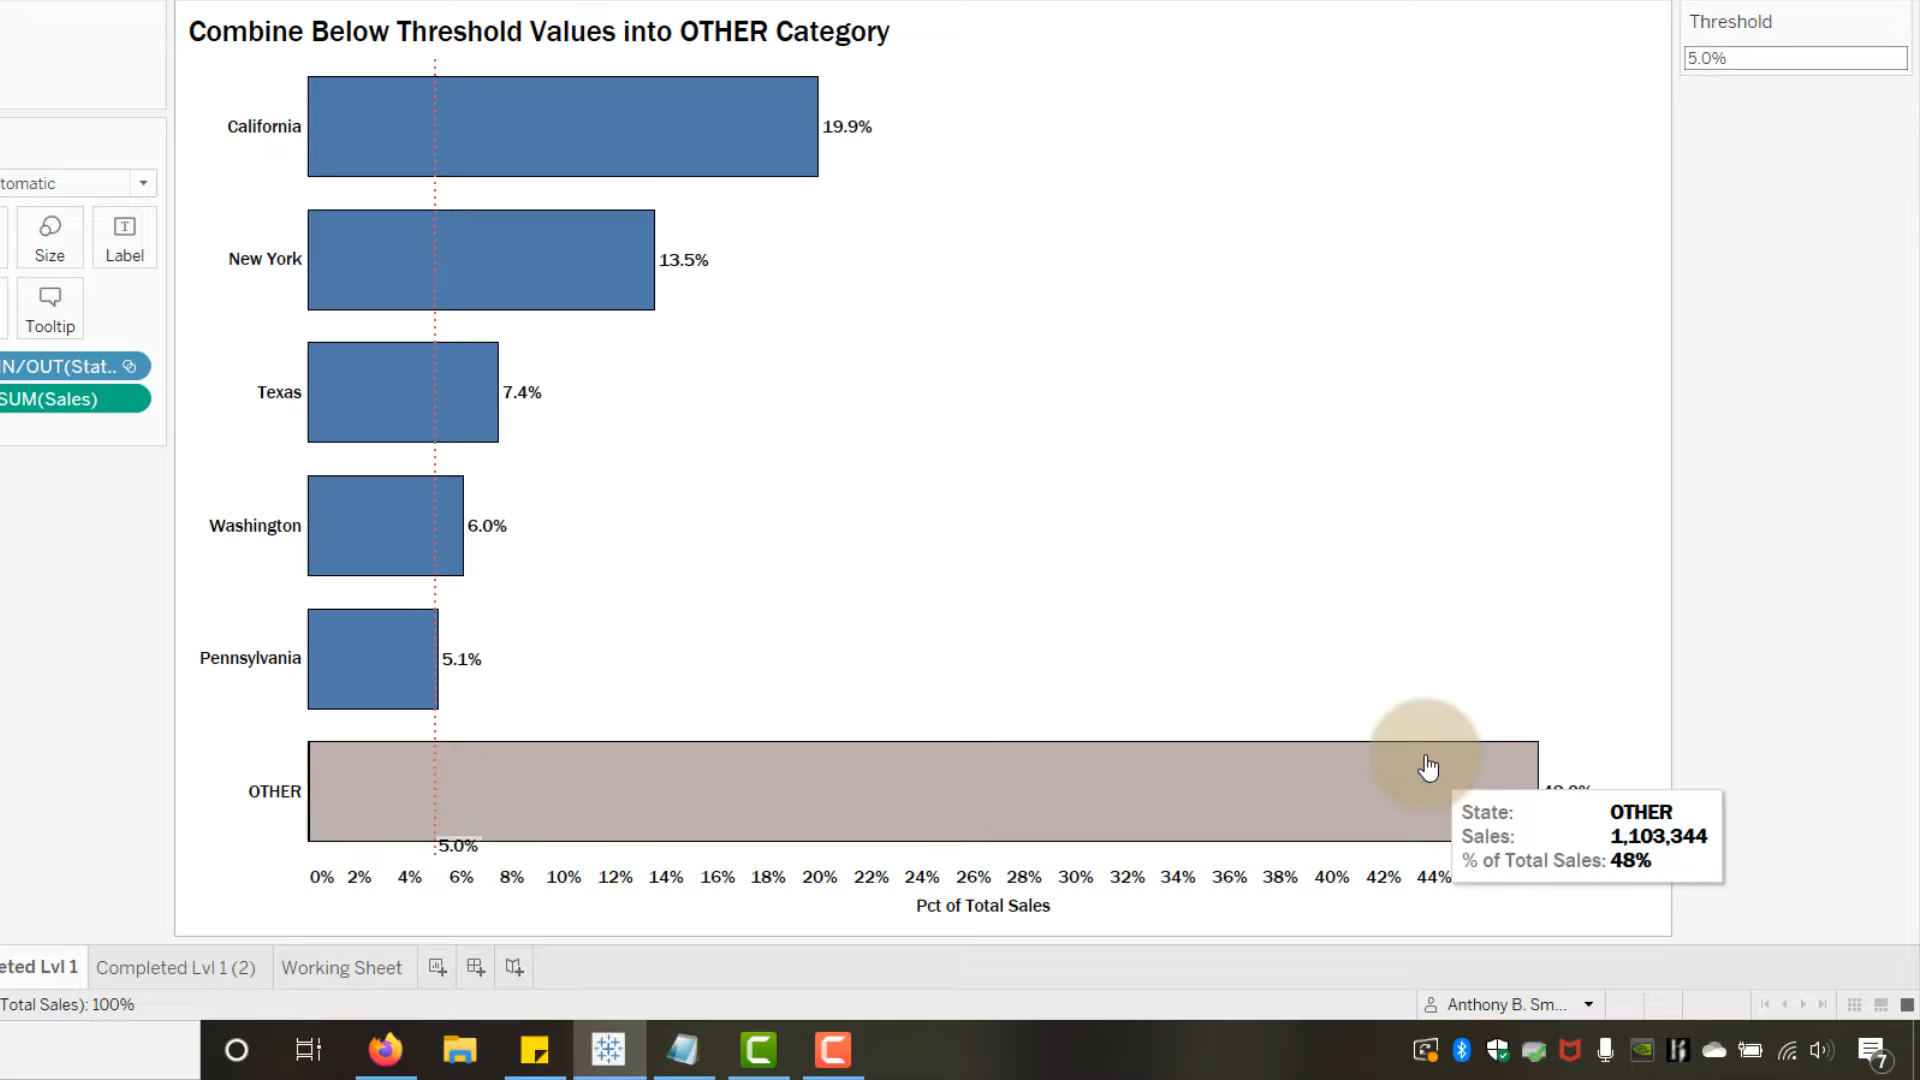 Combine Below Threshold Values into OTHER Category
Threshold
5.0%
California
19.9%
New York
13.5%
Texas
7.4%
Washington
6.0%
Pennsylvania
5.1%
OTHER
5.0%
tomatic
Size
Label
Tooltip
IN/OUT(Stat..
SUM(Sales)
State: OTHER
Sales: 1,103,344
% of Total Sales: 48%
0% 2% 4% 6% 8% 10% 12% 14% 16% 18% 20% 22% 24% 26% 28% 30% 32% 34% 36% 38% 40% 42% 44%
Pct of Total Sales
eted Lvl 1
Completed Lvl 1 (2)
Working Sheet
Total Sales): 100%
Anthony B. Sm...
7